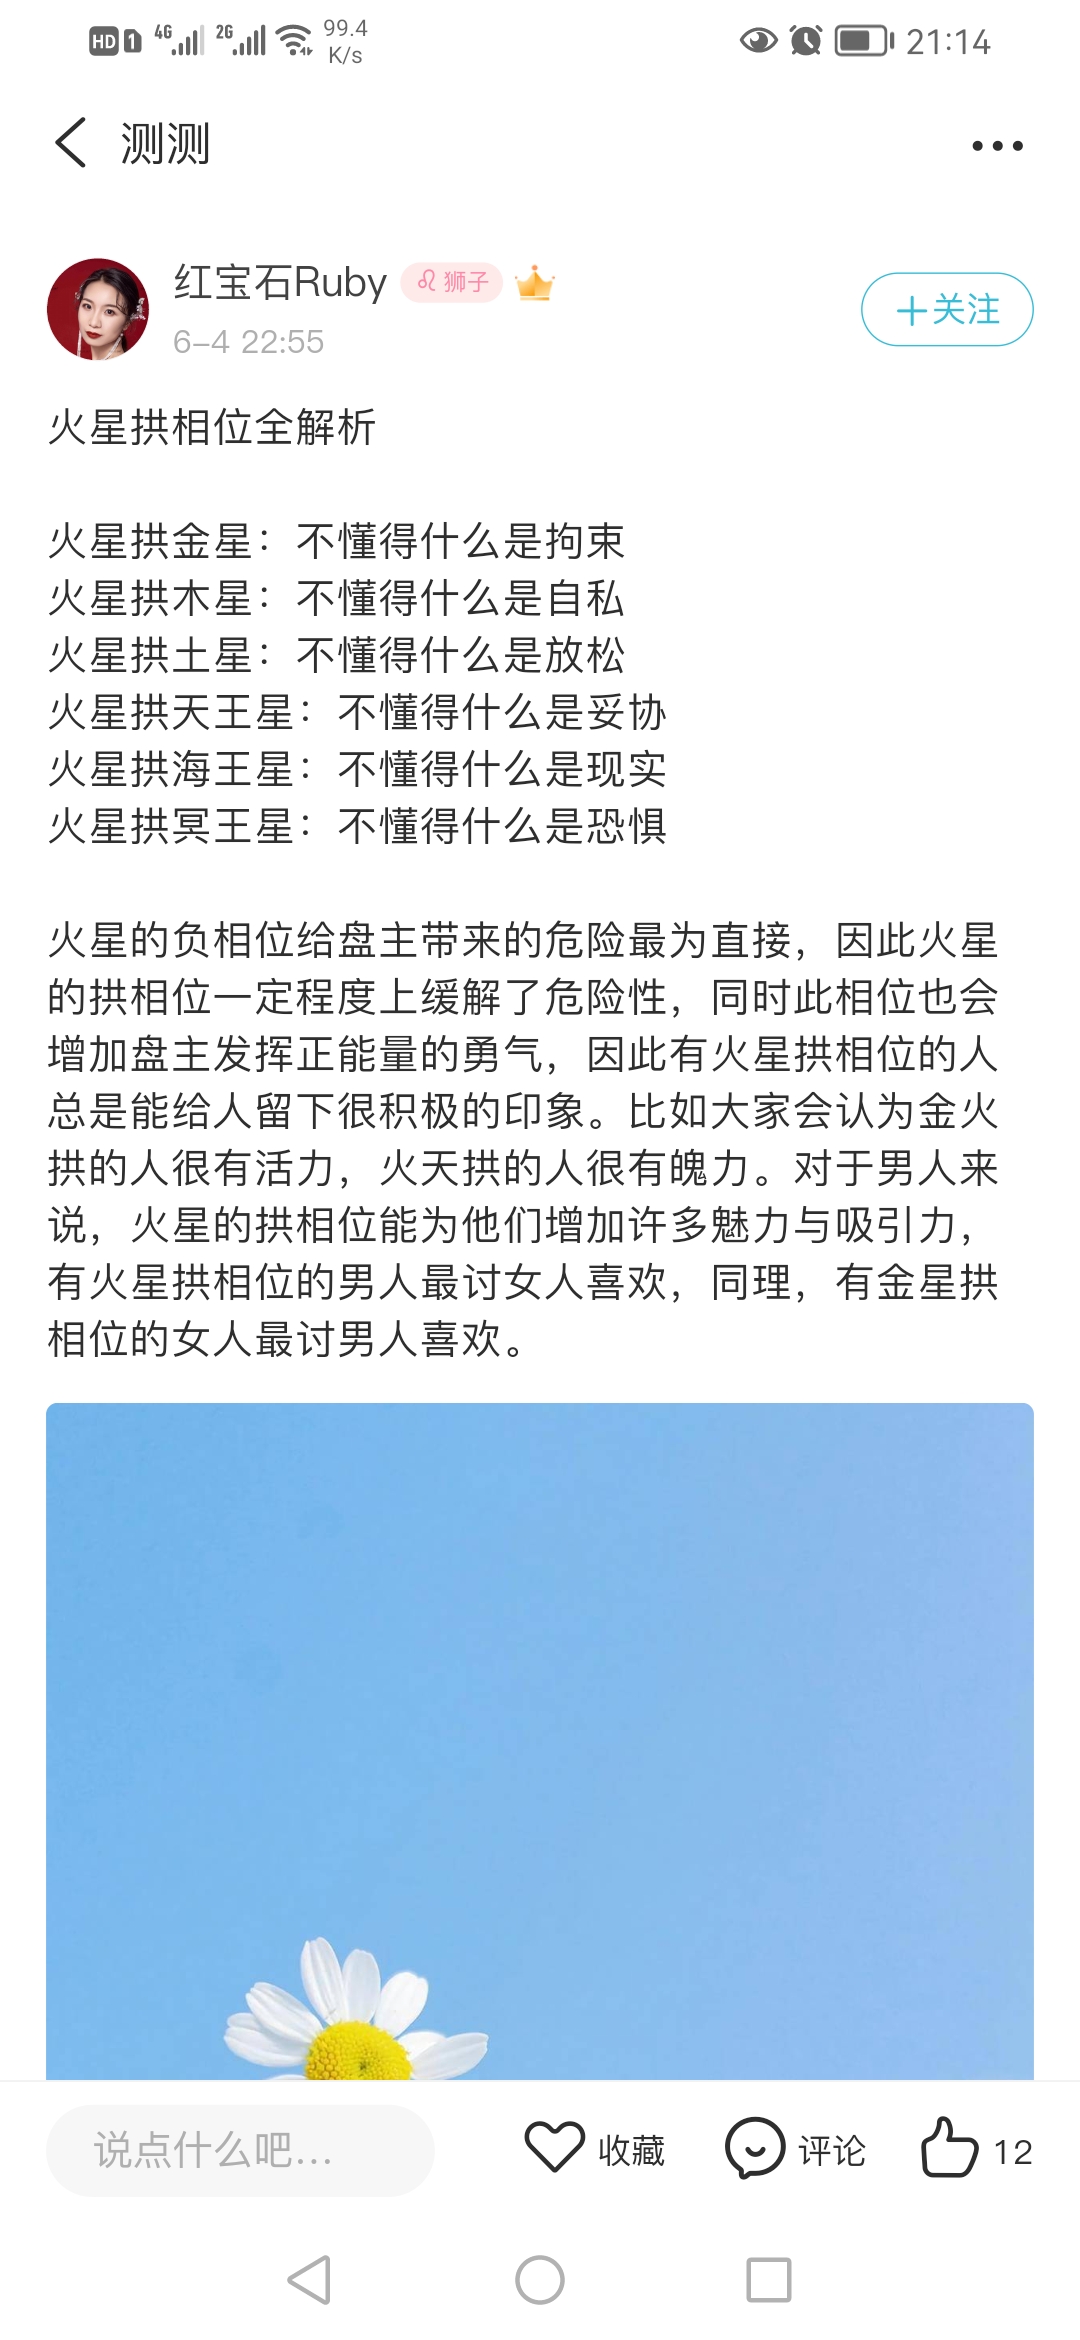 HD 1 4G 2G 99.4 K/s 21:14
测测
红宝石Ruby 狮子
6-4 22:55
+关注
火星拱相位全解析
火星拱金星：不懂得什么是拘束
火星拱木星：不懂得什么是自私
火星拱土星：不懂得什么是放松
火星拱天王星：不懂得什么是妥协
火星拱海王星：不懂得什么是现实
火星拱冥王星：不懂得什么是恐惧
火星的负相位给盘主带来的危险最为直接，因此火星
的拱相位一定程度上缓解了危险性，同时此相位也会
增加盘主发挥正能量的勇气，因此有火星拱相位的人
总是能给人留下很积极的印象。比如大家会认为金火
拱的人很有活力，火天拱的人很有魄力。对于男人来
说，火星的拱相位能为他们增加许多魅力与吸引力，
有火星拱相位的男人最讨女人喜欢，同理，有金星拱
相位的女人最讨男人喜欢。
说点什么吧... 收藏 评论 12